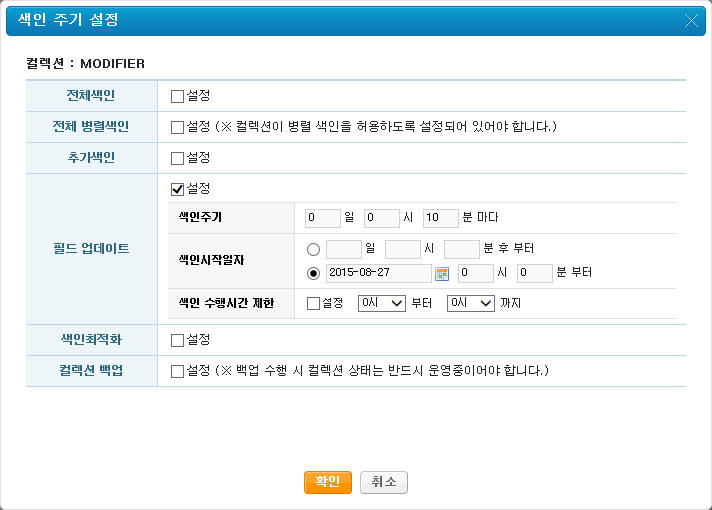 색인 주기 설정
컬렉션 : MODIFIER
전체색인 설정
전체 병렬색인 설정 (※ 컬렉션이 병렬 색인을 허용하도록 설정되어 있어야 합니다.)
추가색인 설정
필드 업데이트 설정
색인주기 0 일 0 시 10 분 마다
색인시작일자 일 시 분 후 부터
2015-08-27 0 시 0 분 부터
색인 수행시간 제한 설정 0시 부터 0시 까지
색인최적화 설정
컬렉션 백업 설정 (※ 백업 수행 시 컬렉션 상태는 반드시 운영중이어야 합니다.)
확인 취소